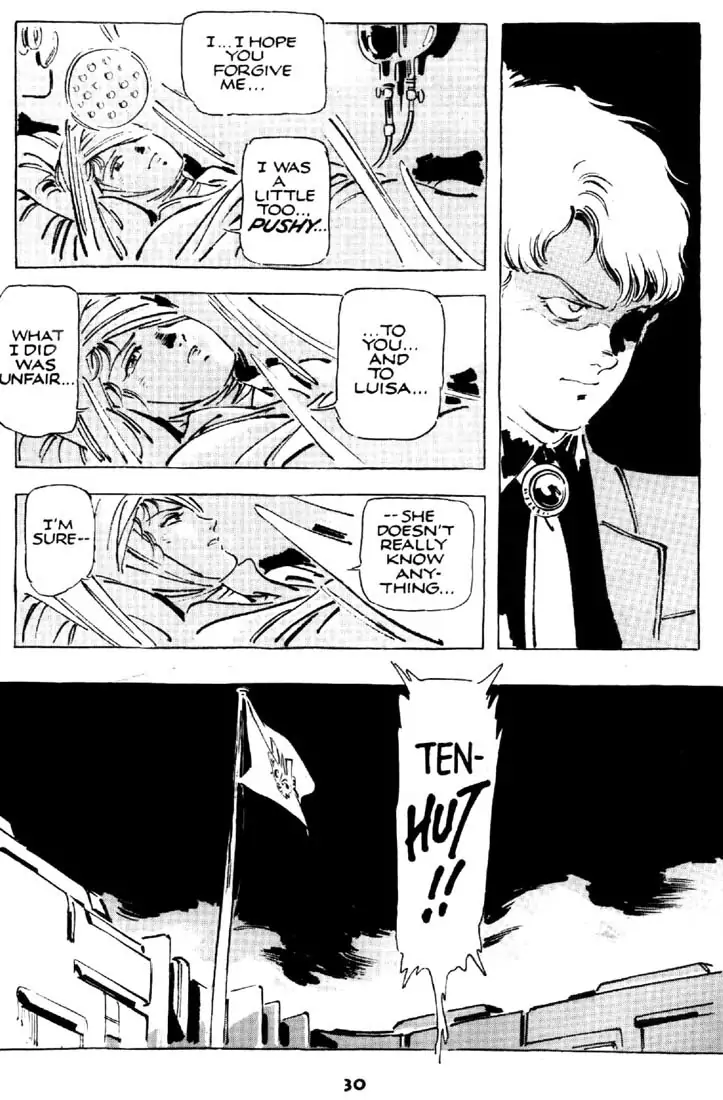 I...I HOPE
YOU
FORGIVE
ME...
I WAS
A
LITTLE
TOO...
PUSHY...
WHAT
I DID
WAS
UNFAIR...
...TO
YOU...
AND
TO
LUISA...
I'M
SURE--
--SHE
DOESN'T
REALLY
KNOW
ANY-
THING...
TEN-
HUT
!!
30